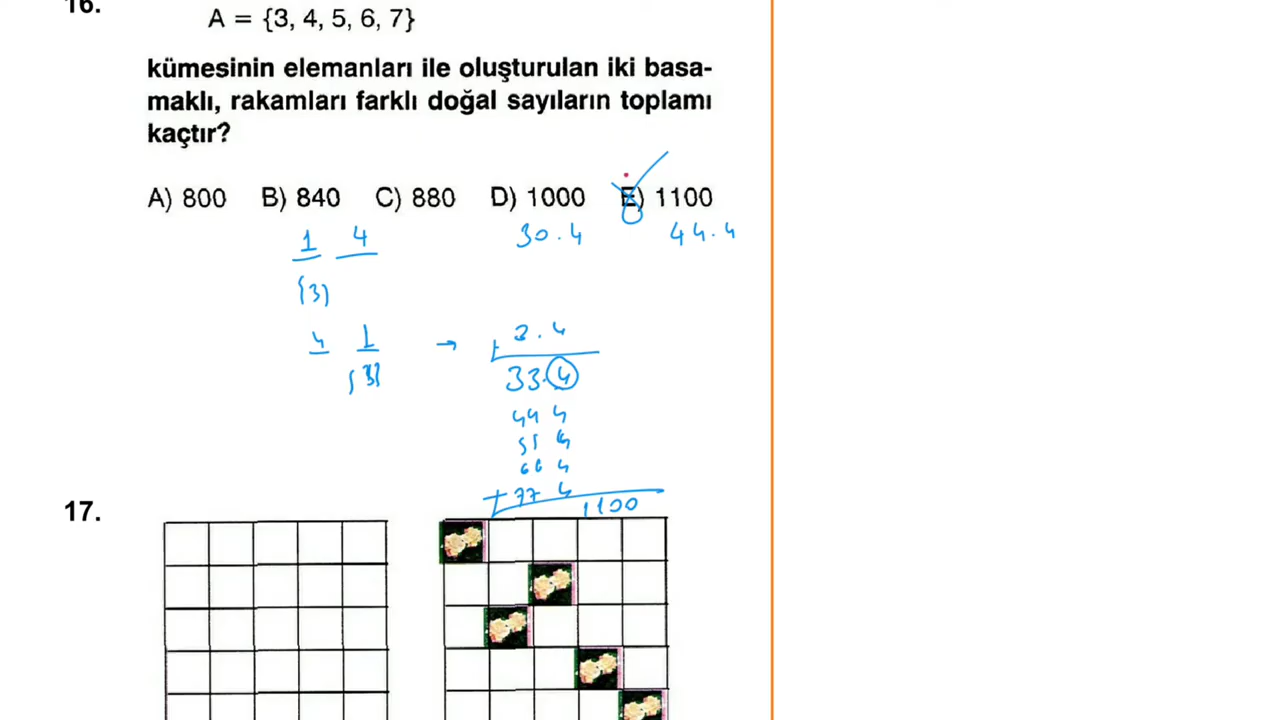 16.
A = {3, 4, 5, 6, 7}
kümesinin elemanları ile oluşturulan iki basa-
maklı, rakamları farklı doğal sayıların toplamı
kaçtır?
A) 800 B) 840 C) 880 D) 1000 E) 1100
1 4 30.4 44.4
{3}
4 1 → 3.4
{3}
33.4
44 4
55 4
66 4
+ 77 4
1100
17.